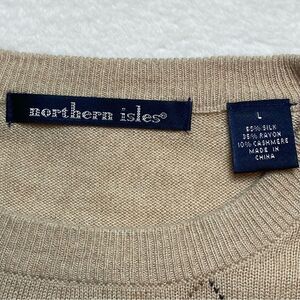 northern isles®
L
55% SILK
35% RAYON
10% CASHMERE
MADE IN
CHINA